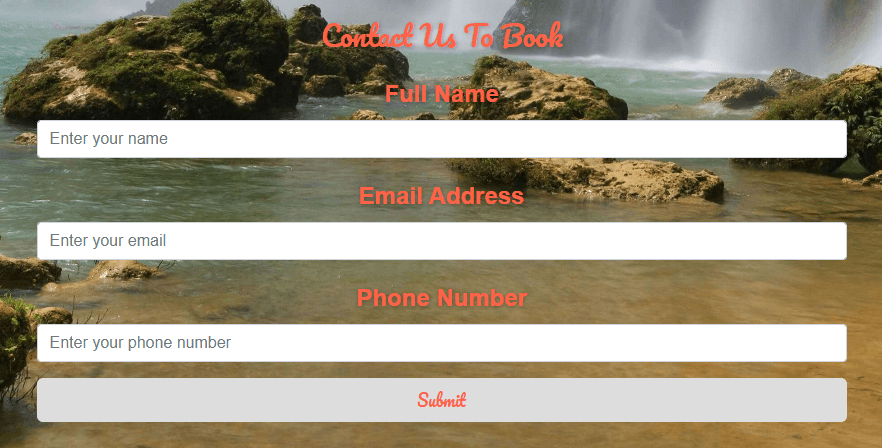 Contact Us To Book
Full Name
Enter your name
Email Address
Enter your email
Phone Number
Enter your phone number
Submit